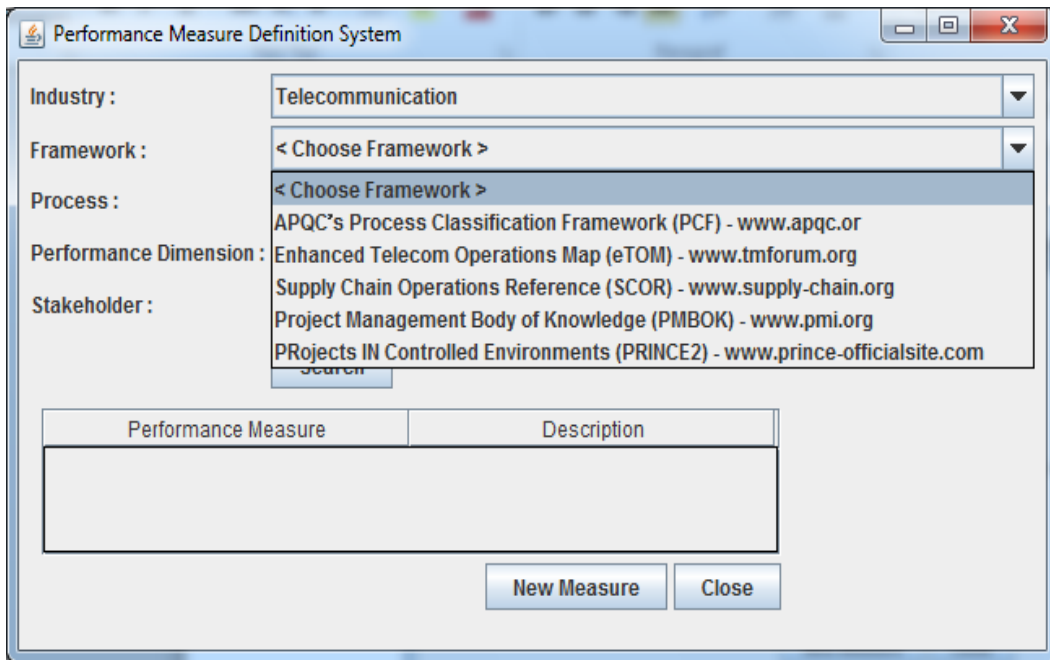 Performance Measure Definition System
Industry :
Telecommunication
Framework :
< Choose Framework >
< Choose Framework >
Process :
APQC's Process Classification Framework (PCF) - www.apqc.or
Enhanced Telecom Operations Map (eTOM) - www.tmforum.org
Performance Dimension :
Supply Chain Operations Reference (SCOR) - www.supply-chain.org
Stakeholder :
Project Management Body of Knowledge (PMBOK) - www.pmi.org
PRojects IN Controlled Environments (PRINCE2) - www.prince-officialsite.com
Search
Performance Measure
Description
New Measure
Close